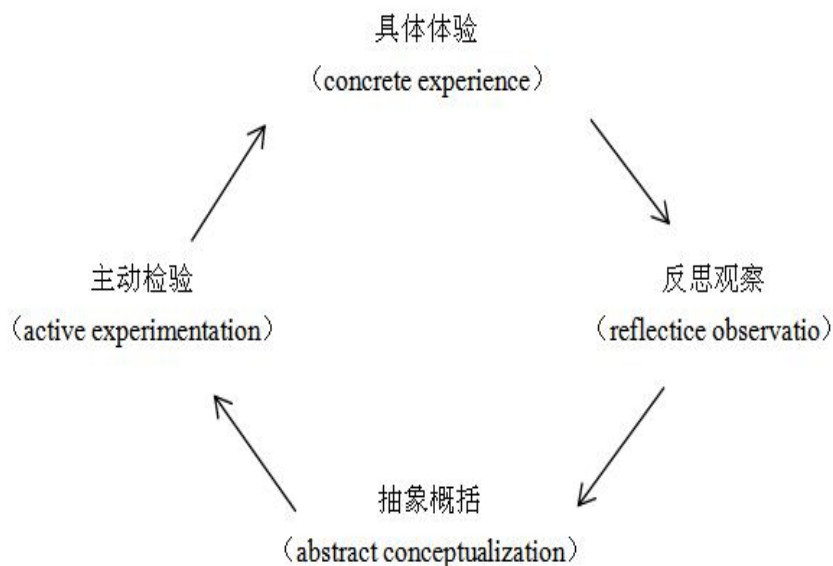 具体体验
（concrete experience）
主动检验
（active experimentation）
反思观察
（reflectice observatio）
抽象概括
（abstract conceptualization）